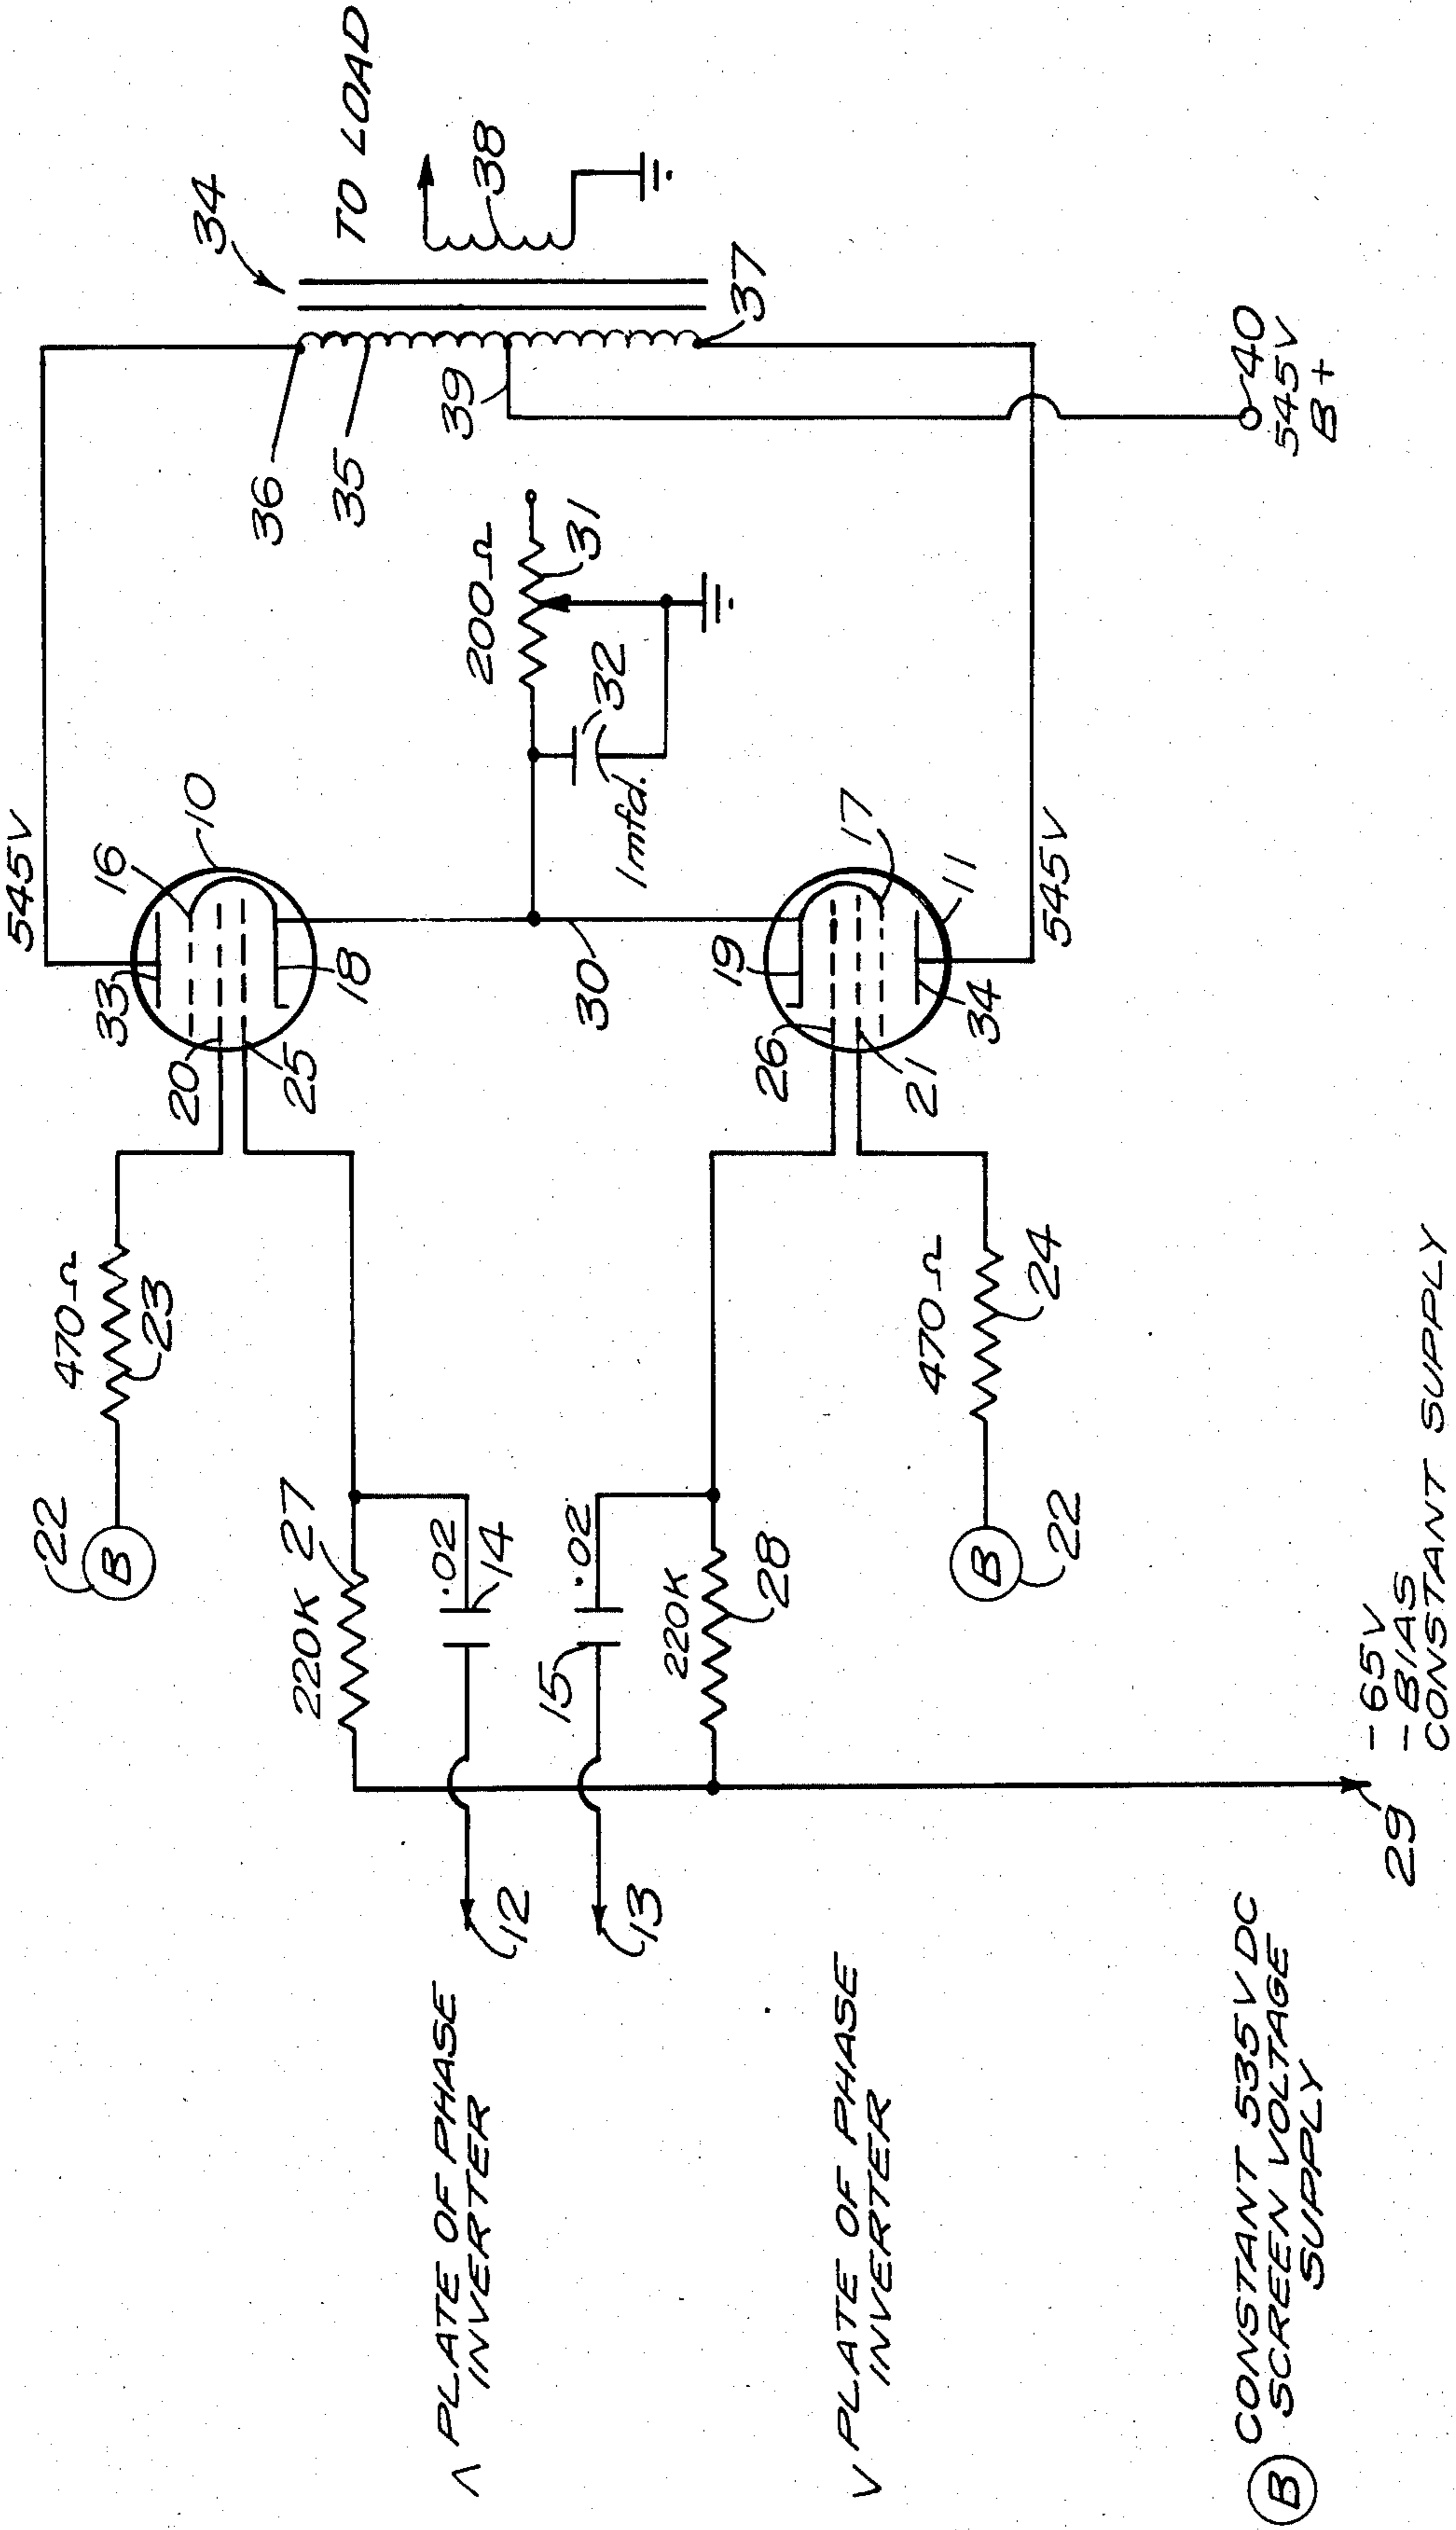 545V
470Ω
22
B
23
33
16
10
20
25
18
220K
27
.02
14
12
Λ PLATE OF PHASE
INVERTER
34
TO LOAD
36
35
38
39
37
200Ω
31
32
1mfd.
30
.02
15
13
220K
28
V PLATE OF PHASE
INVERTER
19
26
21
17
11
34
545V
470Ω
24
B
22
40
545V
B+
29
-65V
-BIAS
CONSTANT SUPPLY
B CONSTANT 535V DC
SCREEN VOLTAGE
SUPPLY